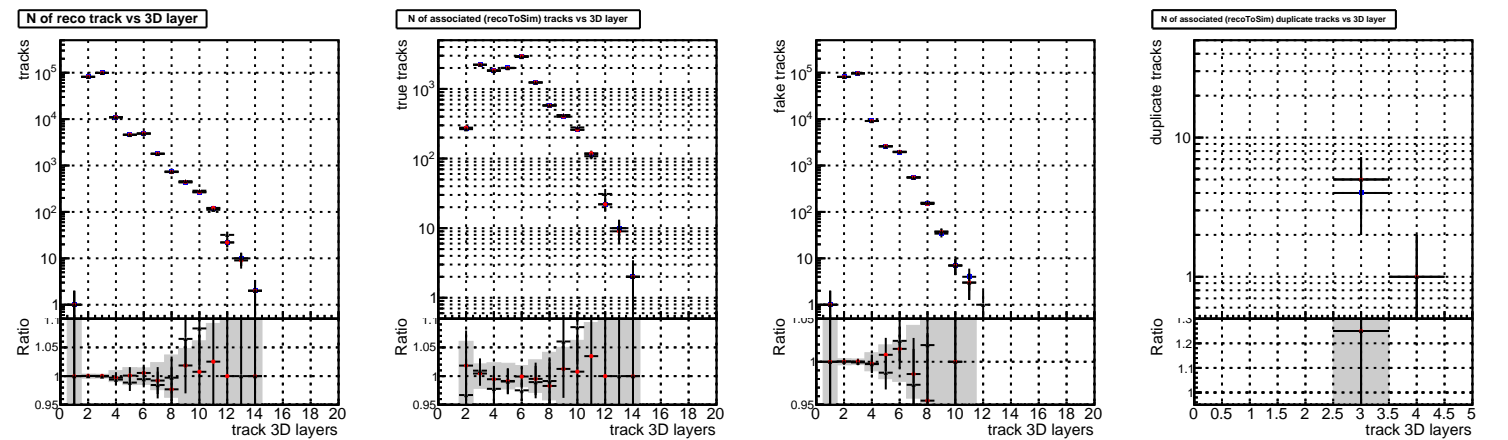 N of reco track vs 3D layer
tracks
10^5
10^4
10^3
10^2
10
1
Ratio
1.1
1.05
1
0.95
0 2 4 6 8 10 12 14 16 18 20
track 3D layers
N of associated (recoToSim) tracks vs 3D layer
true tracks
10^3
10^2
10
1
Ratio
1.1
1.05
1
0.95
0 2 4 6 8 10 12 14 16 18 20
track 3D layers
N of associated (recoToSim) tracks vs 3D layer
fake tracks
10^5
10^4
10^3
10^2
10
1
Ratio
1.05
1
0.95
0 2 4 6 8 10 12 14 16 18 20
track 3D layers
N of associated (recoToSim) duplicate tracks vs 3D layer
duplicate tracks
10
1
Ratio
1.3
1.2
1.1
1
0 0.5 1 1.5 2 2.5 3 3.5 4 4.5 5
track 3D layers